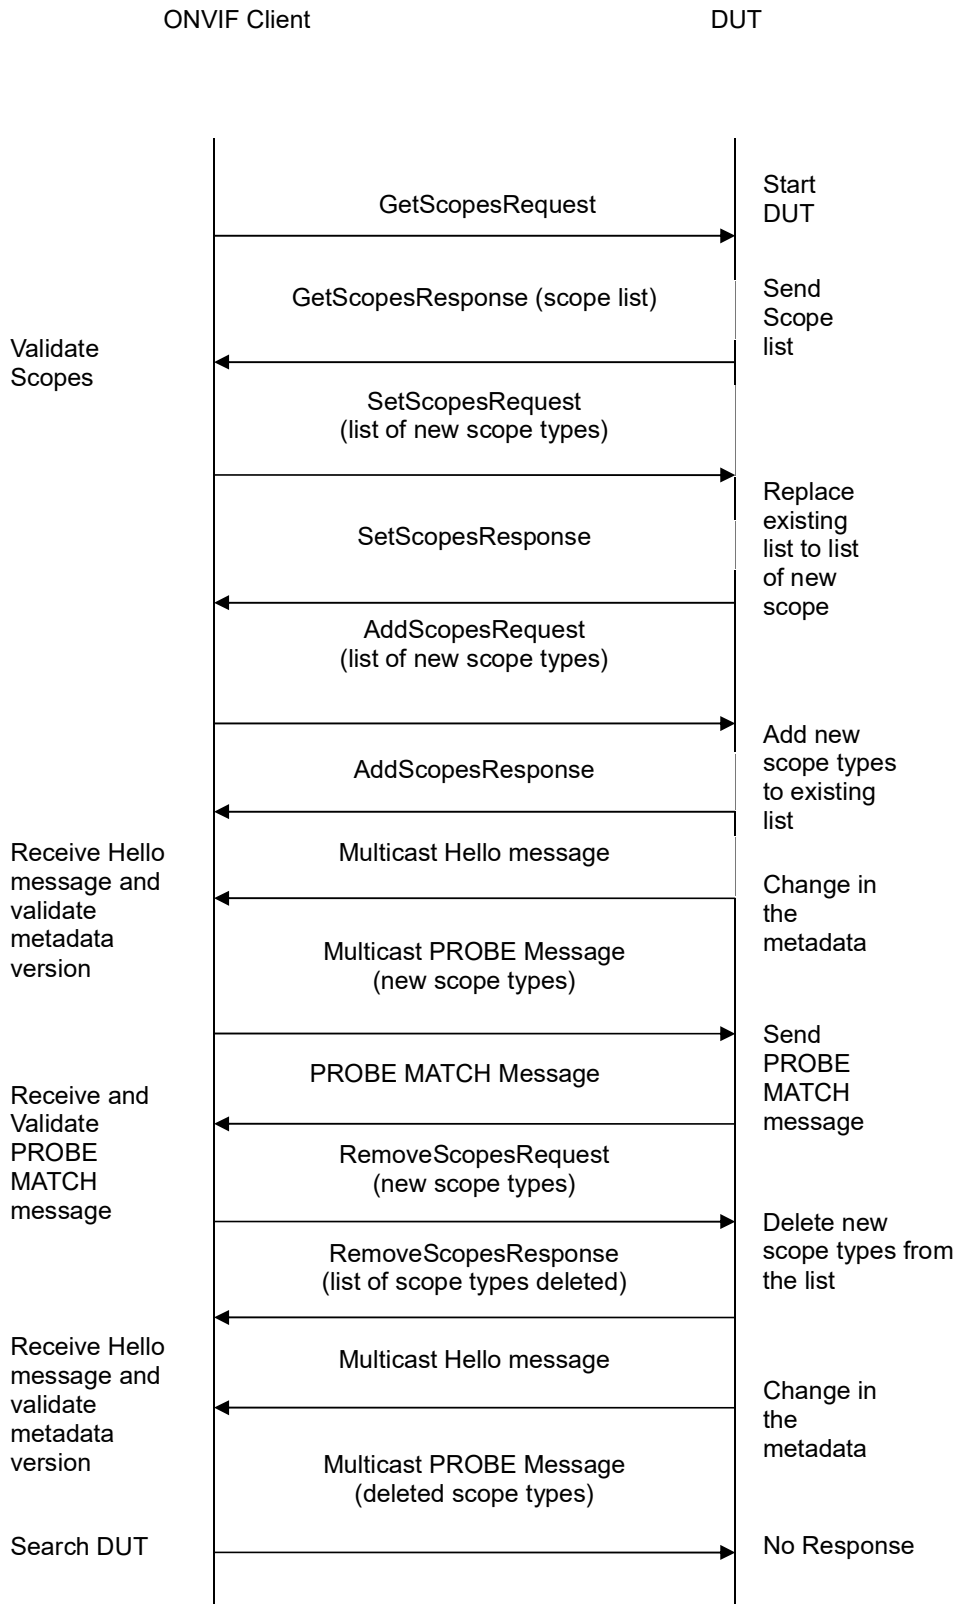 ONVIF Client
DUT
Start
DUT
GetScopesRequest
GetScopesResponse (scope list)
Send
Scope
list
Validate
Scopes
SetScopesRequest
(list of new scope types)
Replace
existing
list to list
of new
scope
SetScopesResponse
AddScopesRequest
(list of new scope types)
Add new
scope types
to existing
list
AddScopesResponse
Receive Hello
message and
validate
metadata
version
Multicast Hello message
Change in
the
metadata
Multicast PROBE Message
(new scope types)
Send
PROBE
MATCH
message
PROBE MATCH Message
Receive and
Validate
PROBE
MATCH
message
RemoveScopesRequest
(new scope types)
Delete new
scope types from
the list
RemoveScopesResponse
(list of scope types deleted)
Receive Hello
message and
validate
metadata
version
Multicast Hello message
Change in
the
metadata
Multicast PROBE Message
(deleted scope types)
Search DUT
No Response